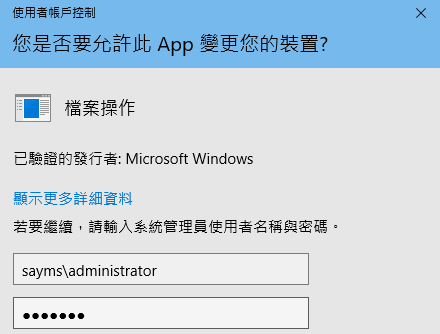 使用者帳戶控制
您是否要允許此 App 變更您的裝置?
檔案操作
已驗證的發行者: Microsoft Windows
顯示更多詳細資料
若要繼續，請輸入系統管理員使用者名稱與密碼。
sayms\administrator
●●●●●●●